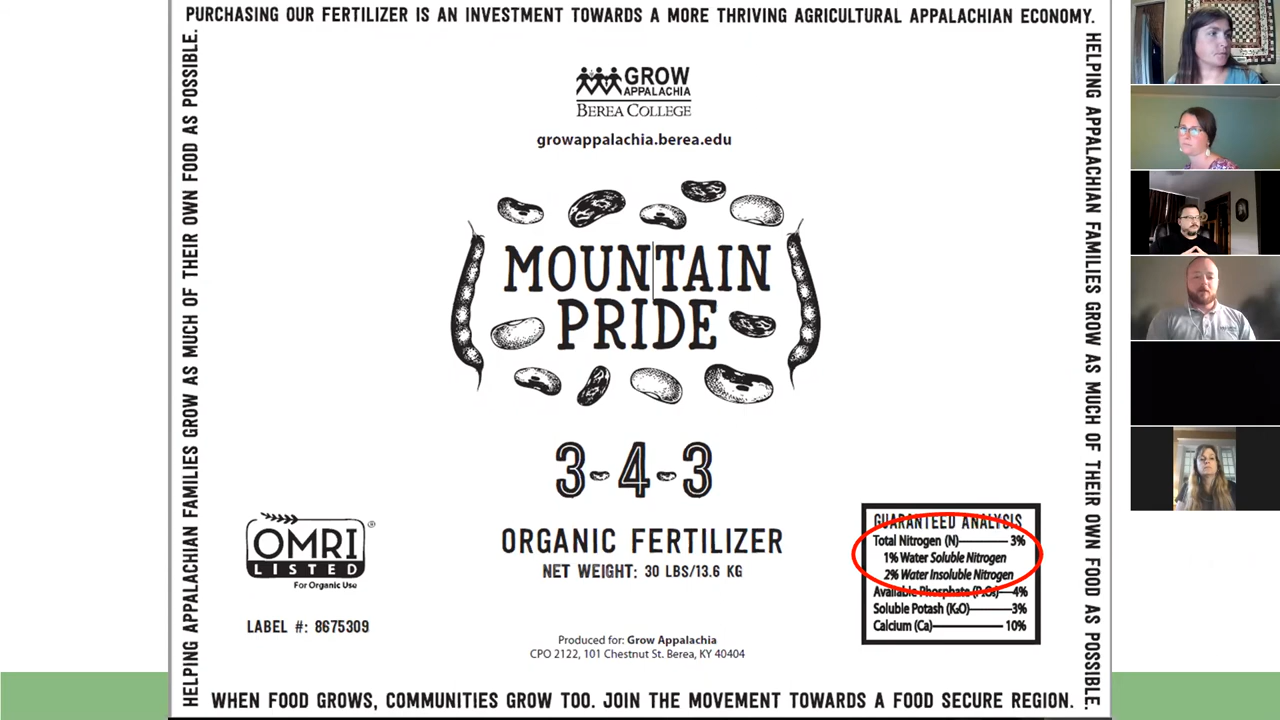 PURCHASING OUR FERTILIZER IS AN INVESTMENT TOWARDS A MORE THRIVING AGRICULTURAL APPALACHIAN ECONOMY.
HELPING APPALACHIAN FAMILIES GROW AS MUCH OF THEIR OWN FOOD AS POSSIBLE.
HELPING APPALACHIAN FAMILIES GROW AS MUCH OF THEIR OWN FOOD AS POSSIBLE.
GROW
APPALACHIA
BEREA COLLEGE
growappalachia.berea.edu
MOUNTAIN
PRIDE
3-4-3
ORGANIC FERTILIZER
NET WEIGHT: 30 LBS/13.6 KG
OMRI ®
LISTED
For Organic Use
LABEL #: 8675309
GUARANTEED ANALYSIS
Total Nitrogen (N) 3%
1% Water Soluble Nitrogen
2% Water Insoluble Nitrogen
Available Phosphate (P₂O₅) 4%
Soluble Potash (K₂O) 3%
Calcium (Ca) 10%
Produced for: Grow Appalachia
CPO 2122, 101 Chestnut St. Berea, KY 40404
WHEN FOOD GROWS, COMMUNITIES GROW TOO. JOIN THE MOVEMENT TOWARDS A FOOD SECURE REGION.